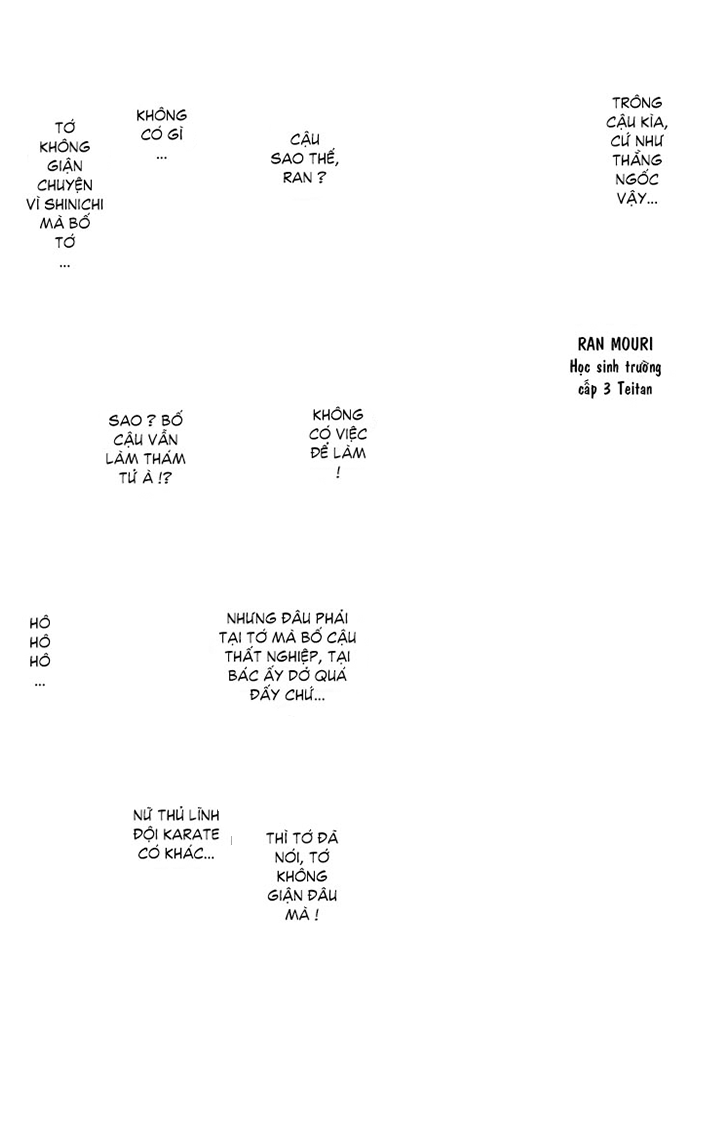 TRÔNG
CẬU KÌA,
CỨ NHƯ
THẰNG
NGỐC
VẬY...
CẬU
SAO THẾ,
RAN ?
KHÔNG
CÓ GÌ
...
TỚ
KHÔNG
GIẬN
CHUYỆN
VÌ SHINICHI
MÀ BỐ
TỚ
...
RAN MOURI
Học sinh trường
cấp 3 Teitan
KHÔNG
CÓ VIỆC
ĐỂ LÀM
!
SAO ? BỐ
CẬU VẪN
LÀM THÁM
TỬ À !?
NHƯNG ĐÂU PHẢI
TẠI TỚ MÀ BỐ CẬU
THẤT NGHIỆP, TẠI
BÁC ẤY DỞ QUÁ
ĐẤY CHỨ...
HÔ
HÔ
HÔ
...
THÌ TỚ ĐÃ
NÓI, TỚ
KHÔNG
GIẬN ĐÂU
MÀ !
NỮ THỦ LĨNH
ĐỘI KARATE
CÓ KHÁC...